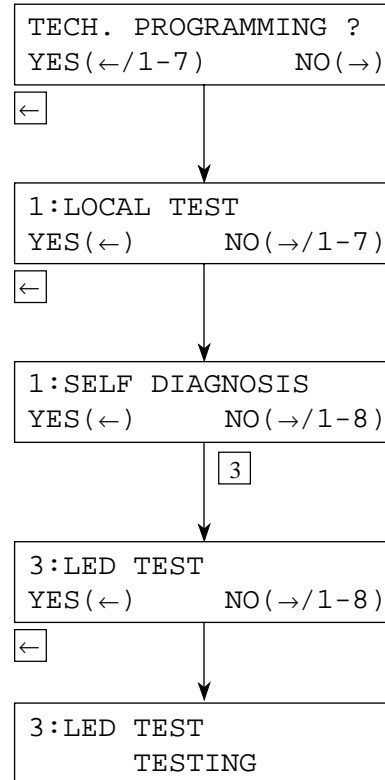 TECH. PROGRAMMING ?
YES(←/1-7) NO(→)
←
1:LOCAL TEST
YES(←) NO(→/1-7)
←
1:SELF DIAGNOSIS
YES(←) NO(→/1-8)
3
3:LED TEST
YES(←) NO(→/1-8)
←
3:LED TEST
TESTING